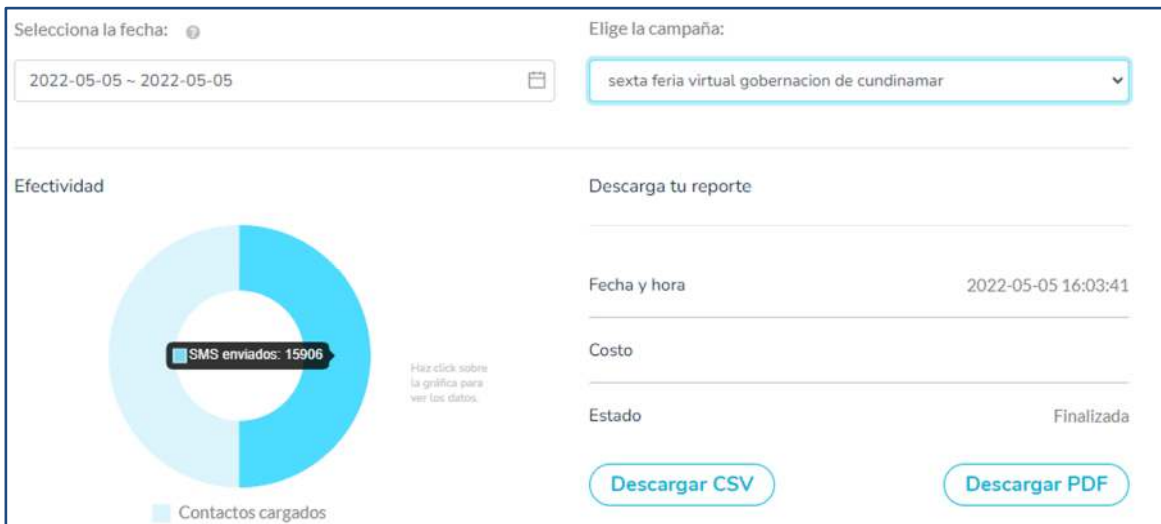 Selecciona la fecha:
Elige la campaña:
2022-05-05 ~ 2022-05-05
sexta feria virtual gobernacion de cundinamar
Efectividad
Descarga tu reporte
SMS enviados: 15906
Haz click sobre
la gráfica para
ver los datos.
Contactos cargados
Fecha y hora 2022-05-05 16:03:41
Costo
Estado Finalizada
Descargar CSV Descargar PDF